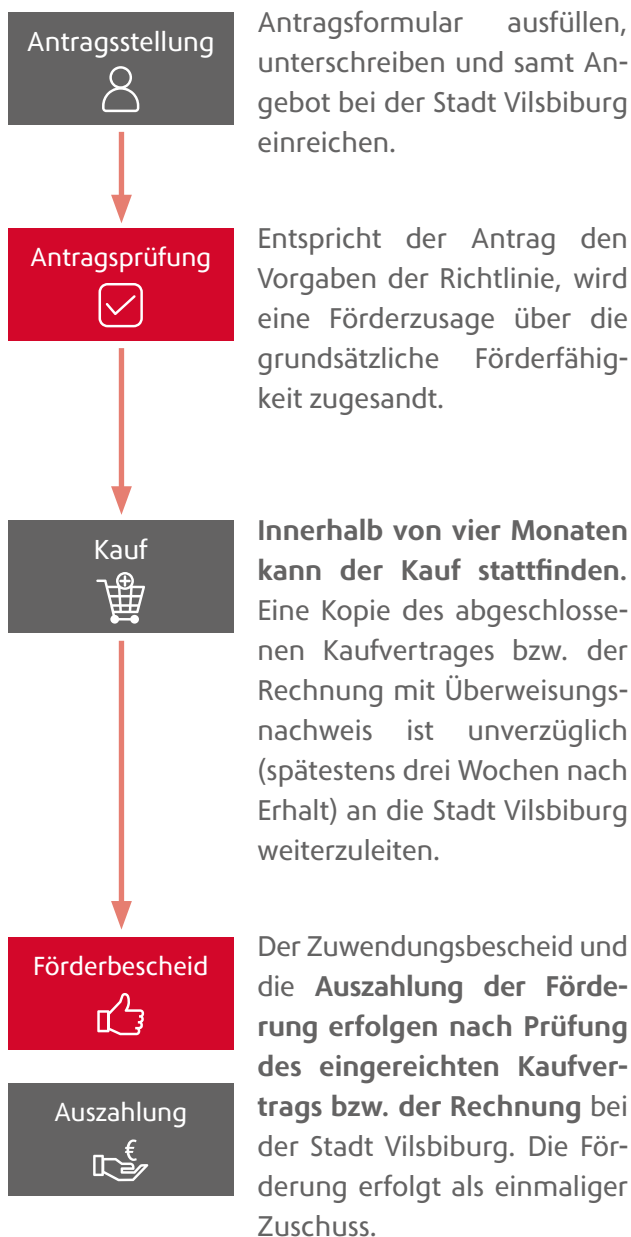 Antragsstellung
Antragsformular ausfüllen,
unterschreiben und samt An-
gebot bei der Stadt Vilsbiburg
einreichen.
Antragsprüfung
Entspricht der Antrag den
Vorgaben der Richtlinie, wird
eine Förderzusage über die
grundsätzliche Förderfähig-
keit zugesandt.
Kauf
Innerhalb von vier Monaten
kann der Kauf stattfinden.
Eine Kopie des abgeschlosse-
nen Kaufvertrages bzw. der
Rechnung mit Überweisungs-
nachweis ist unverzüglich
(spätestens drei Wochen nach
Erhalt) an die Stadt Vilsbiburg
weiterzuleiten.
Förderbescheid
Auszahlung
€
Der Zuwendungsbescheid und
die Auszahlung der Förde-
rung erfolgen nach Prüfung
des eingereichten Kaufver-
trags bzw. der Rechnung bei
der Stadt Vilsbiburg. Die För-
derung erfolgt als einmaliger
Zuschuss.